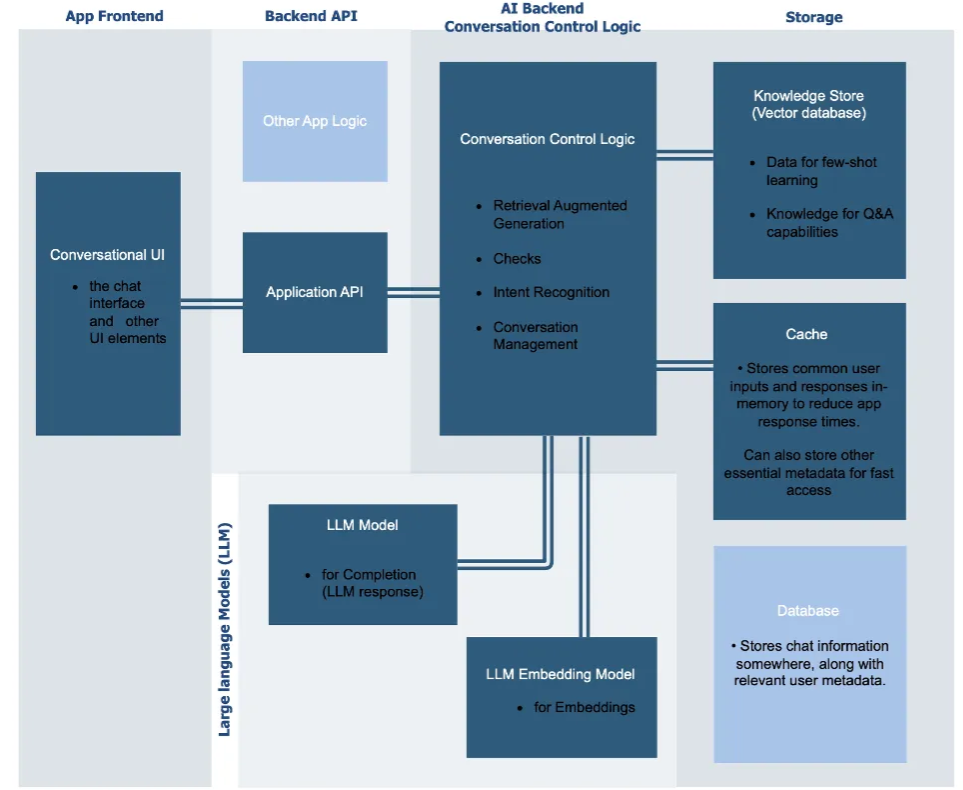 App Frontend
Backend API
AI Backend
Conversation Control Logic
Storage
Other App Logic
Conversational UI
• the chat
interface
and other
UI elements
Application API
Conversation Control Logic
• Retrieval Augmented
Generation
• Checks
• Intent Recognition
• Conversation
Management
Knowledge Store
(Vector database)
• Data for few-shot
learning
• Knowledge for Q&A
capabilities
Cache
• Stores common user
inputs and responses in-
memory to reduce app
response times.
Can also store other
essential metadata for fast
access
Large language Models (LLM)
LLM Model
• for Completion
(LLM response)
LLM Embedding Model
• for Embeddings
Database
• Stores chat information
somewhere, along with
relevant user metadata.